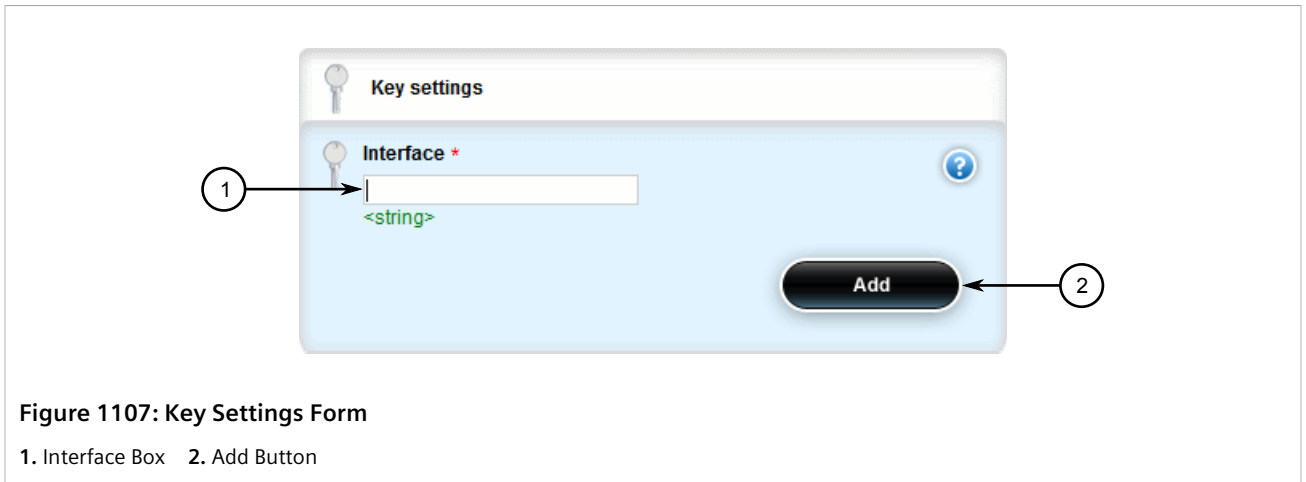 Key settings
Interface *
1
<string>
?
Add
2
Figure 1107: Key Settings Form
1. Interface Box 2. Add Button